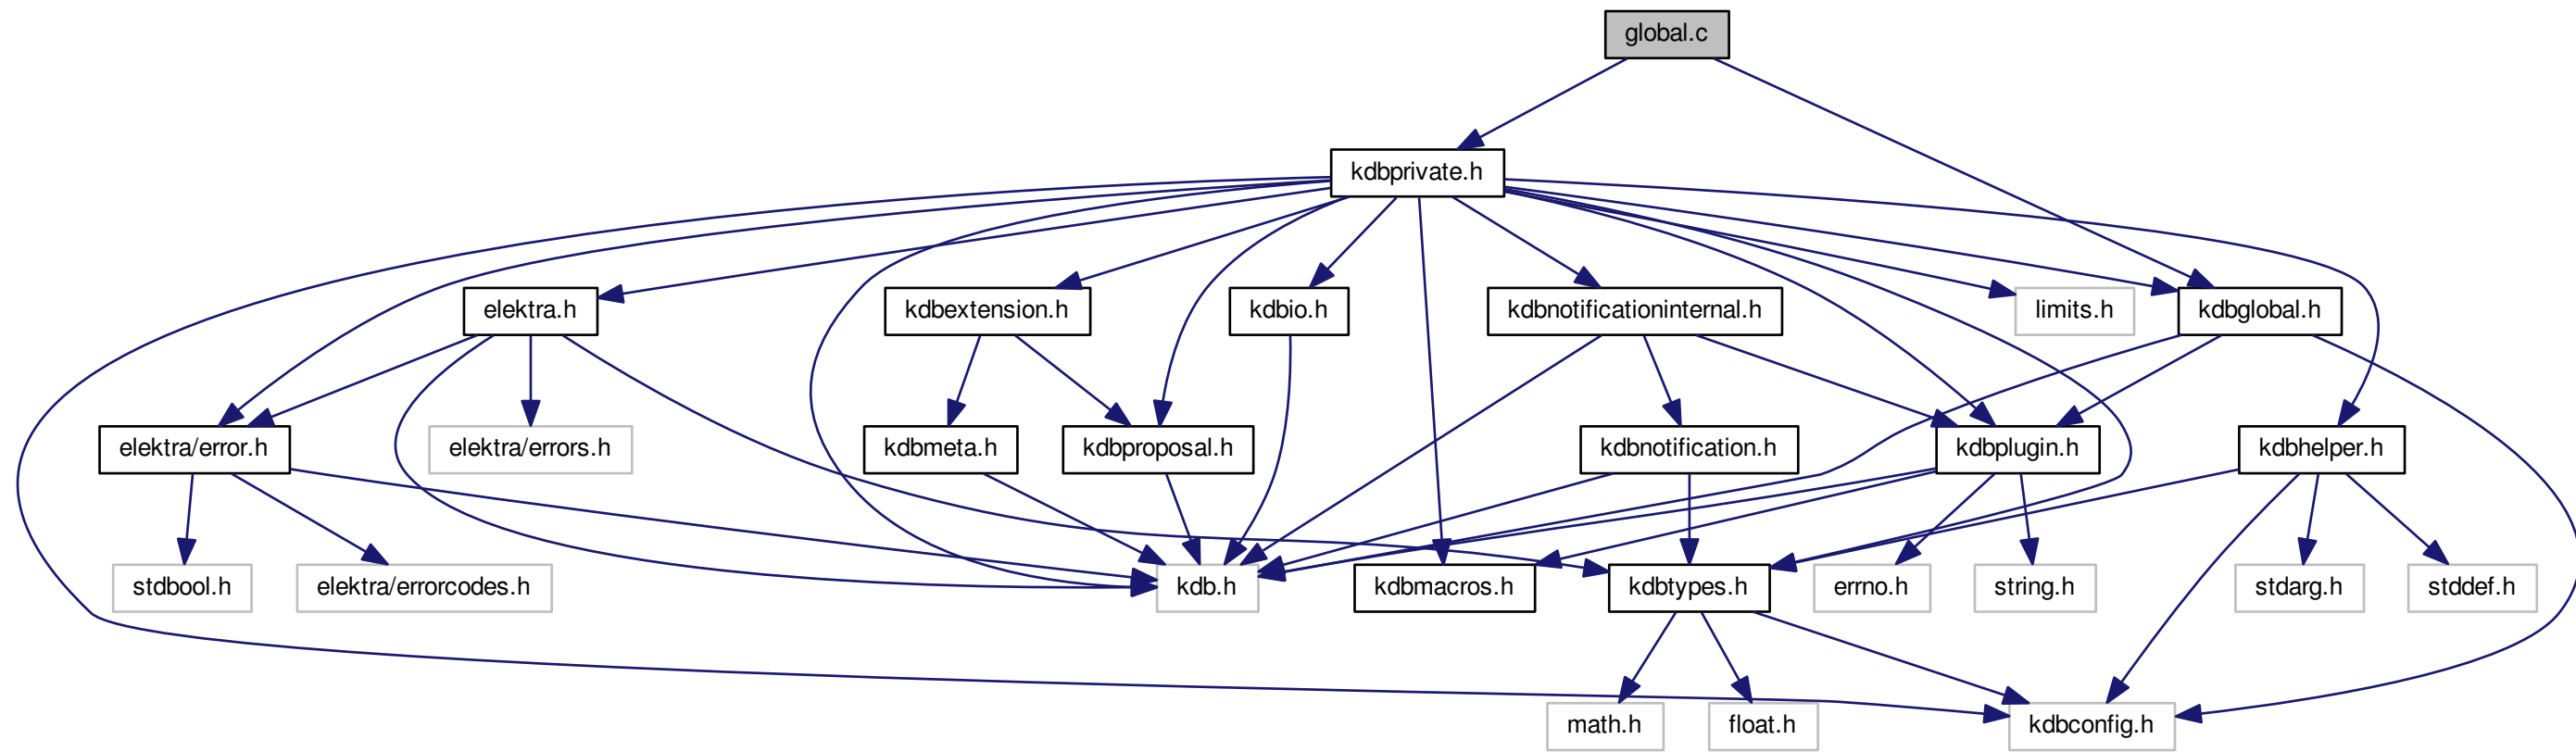 global.c
kdbprivate.h
elektra.h
kdbextension.h
kdbio.h
kdbnotificationinternal.h
limits.h
kdbglobal.h
elektra/error.h
elektra/errors.h
kdbmeta.h
kdbproposal.h
kdbnotification.h
kdbplugin.h
kdbhelper.h
stdbool.h
elektra/errorcodes.h
kdb.h
kdbmacros.h
kdbtypes.h
errno.h
string.h
stdarg.h
stddef.h
math.h
float.h
kdbconfig.h